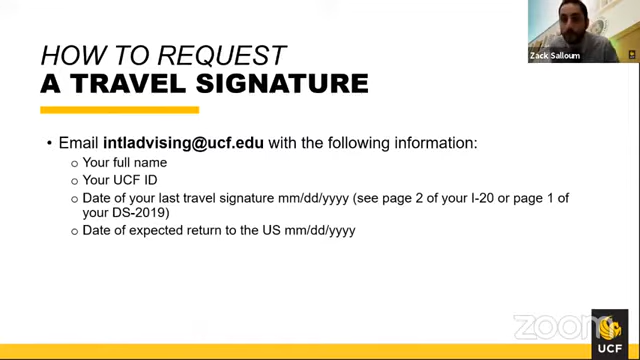 Zack Salloum
HOW TO REQUEST
A TRAVEL SIGNATURE
• Email intladvising@ucf.edu with the following information:
o Your full name
o Your UCF ID
o Date of your last travel signature mm/dd/yyyy (see page 2 of your I-20 or page 1 of
your DS-2019)
o Date of expected return to the US mm/dd/yyyy
zoom
UCF